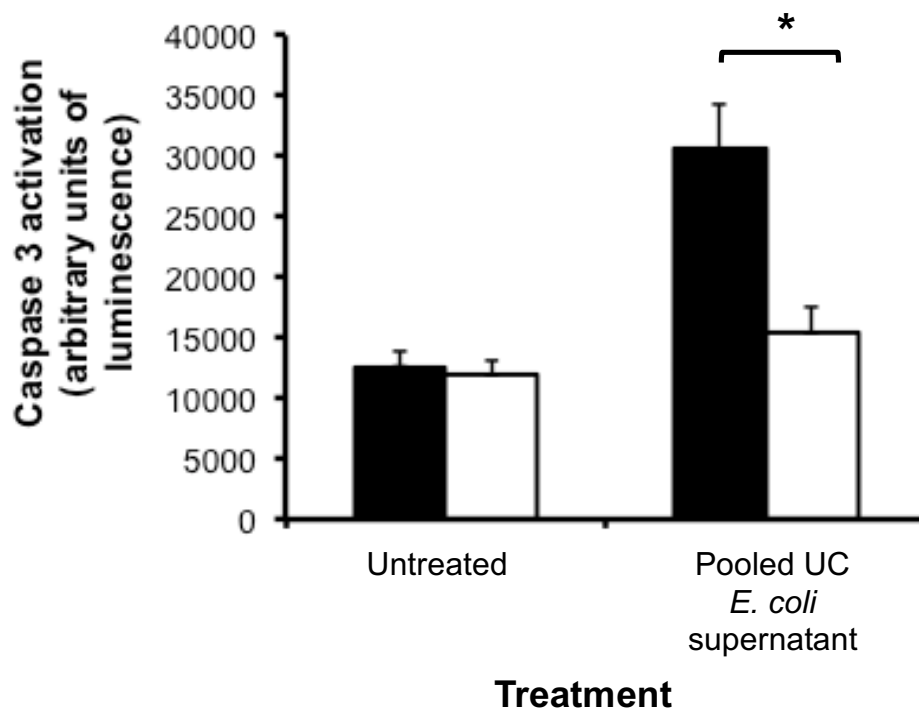 Caspase 3 activation
(arbitrary units of
luminescence)
40000
35000
30000
25000
20000
15000
10000
5000
0
*
Untreated
Pooled UC
E. coli
supernatant
Treatment